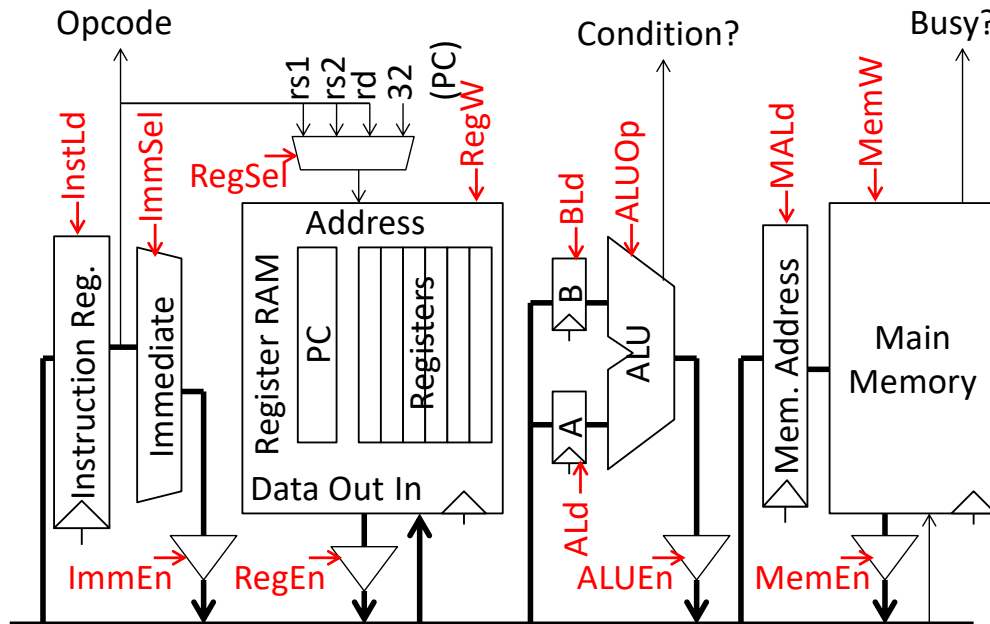 Opcode
Condition?
Busy?
rs1
rs2
rd
32
(PC)
InstLd
ImmSel
RegSel
RegW
BLd
ALUOp
MALd
MemW
Instruction Reg.
Immediate
Address
Register RAM
PC
Registers
Data Out In
B
A
ALU
ALd
Mem. Address
Main
Memory
ImmEn
RegEn
ALUEn
MemEn